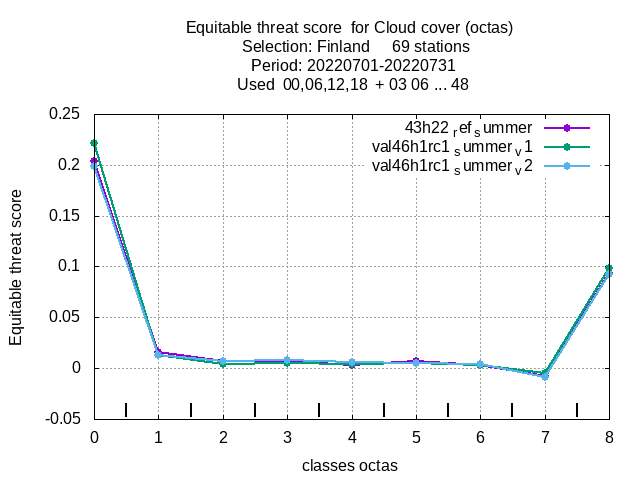 Equitable threat score for Cloud cover (octas)
Selection: Finland 69 stations
Period: 20220701-20220731
Used 00,06,12,18 + 03 06 ... 48
43h22 ref summer
val46h1rc1 summer v1
val46h1rc1 summer v2
0.25
0.2
0.15
0.1
0.05
0
-0.05
Equitable threat score
0 1 2 3 4 5 6 7 8
classes octas